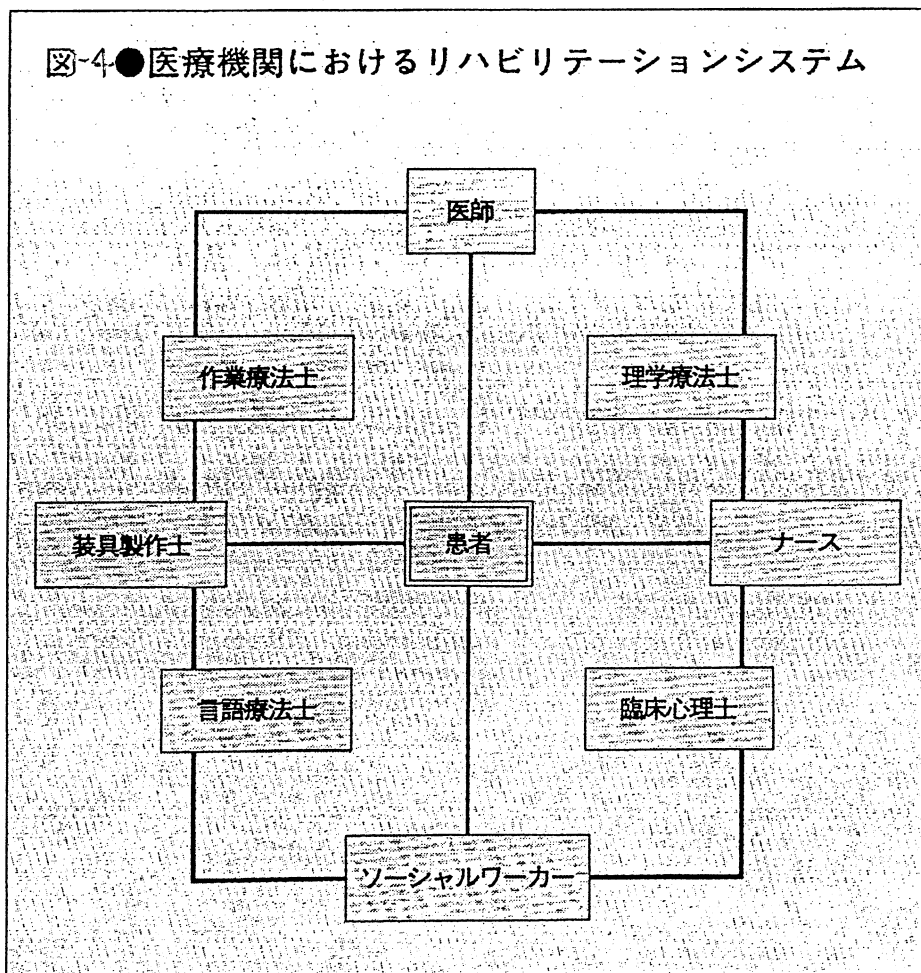 図-4●医療機関におけるリハビリテーションシステム
医師
作業療法士
理学療法士
装具製作士
患者
ナース
言語療法士
臨床心理士
ソーシャルワーカー